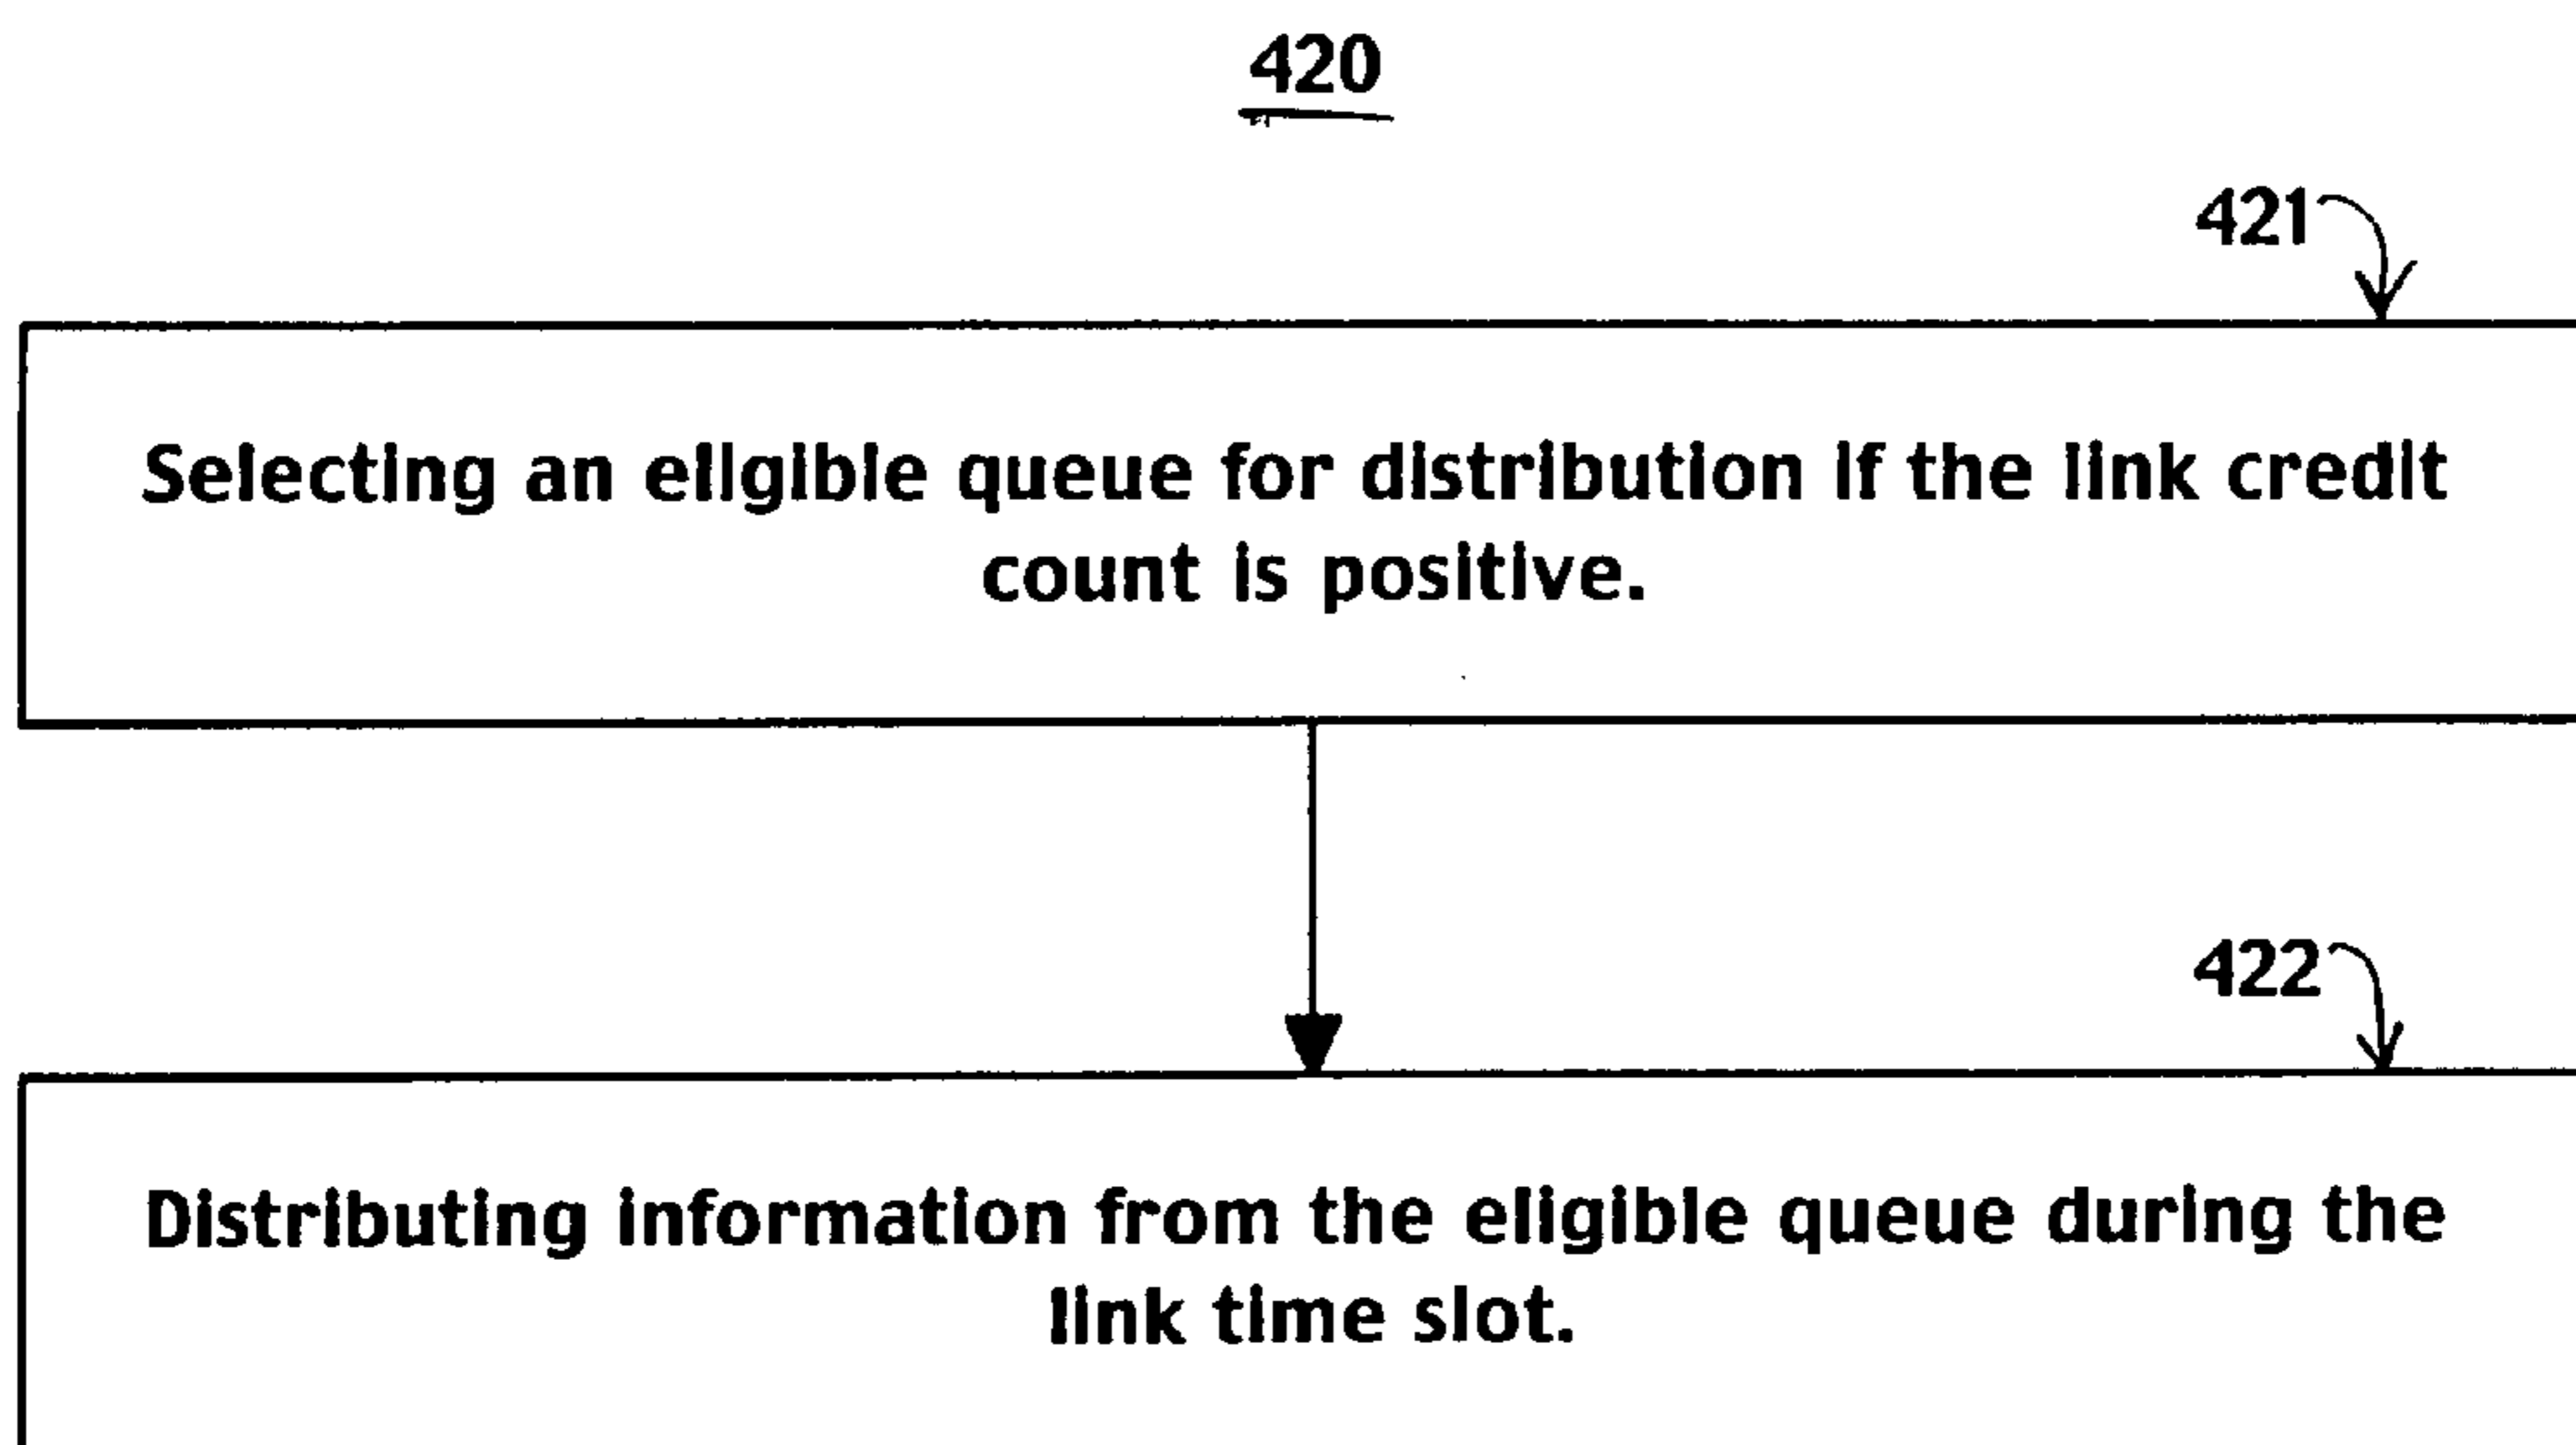 420
421
Selecting an eligible queue for distribution if the link credit
count is positive.
422
Distributing information from the eligible queue during the
link time slot.